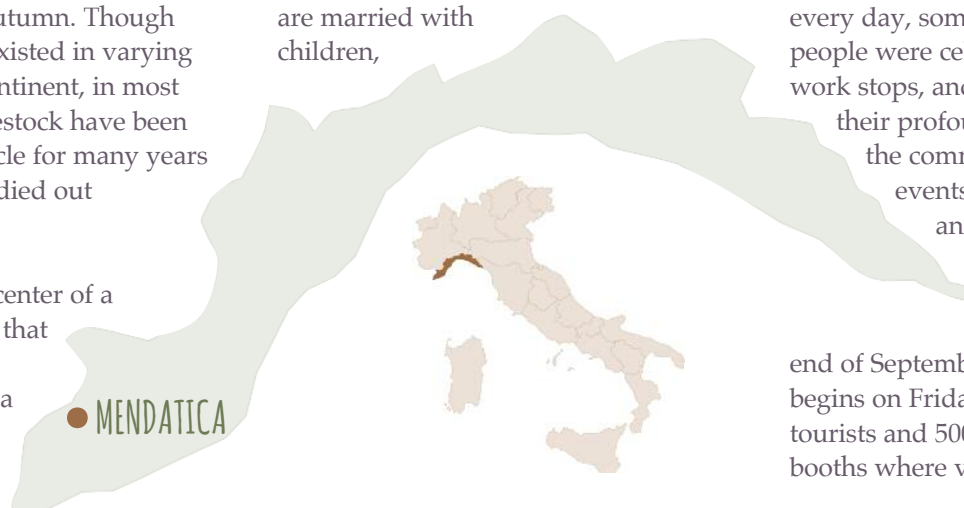 utumn. Though
xisted in varying
ntinent, in most
estock have been
cle for many years
died out
center of a
that
a
MENDATICA
are married with
children,
every day, som
people were ce
work stops, and
their profou
the comm
events
an
end of Septemb
begins on Frida
tourists and 500
booths where v